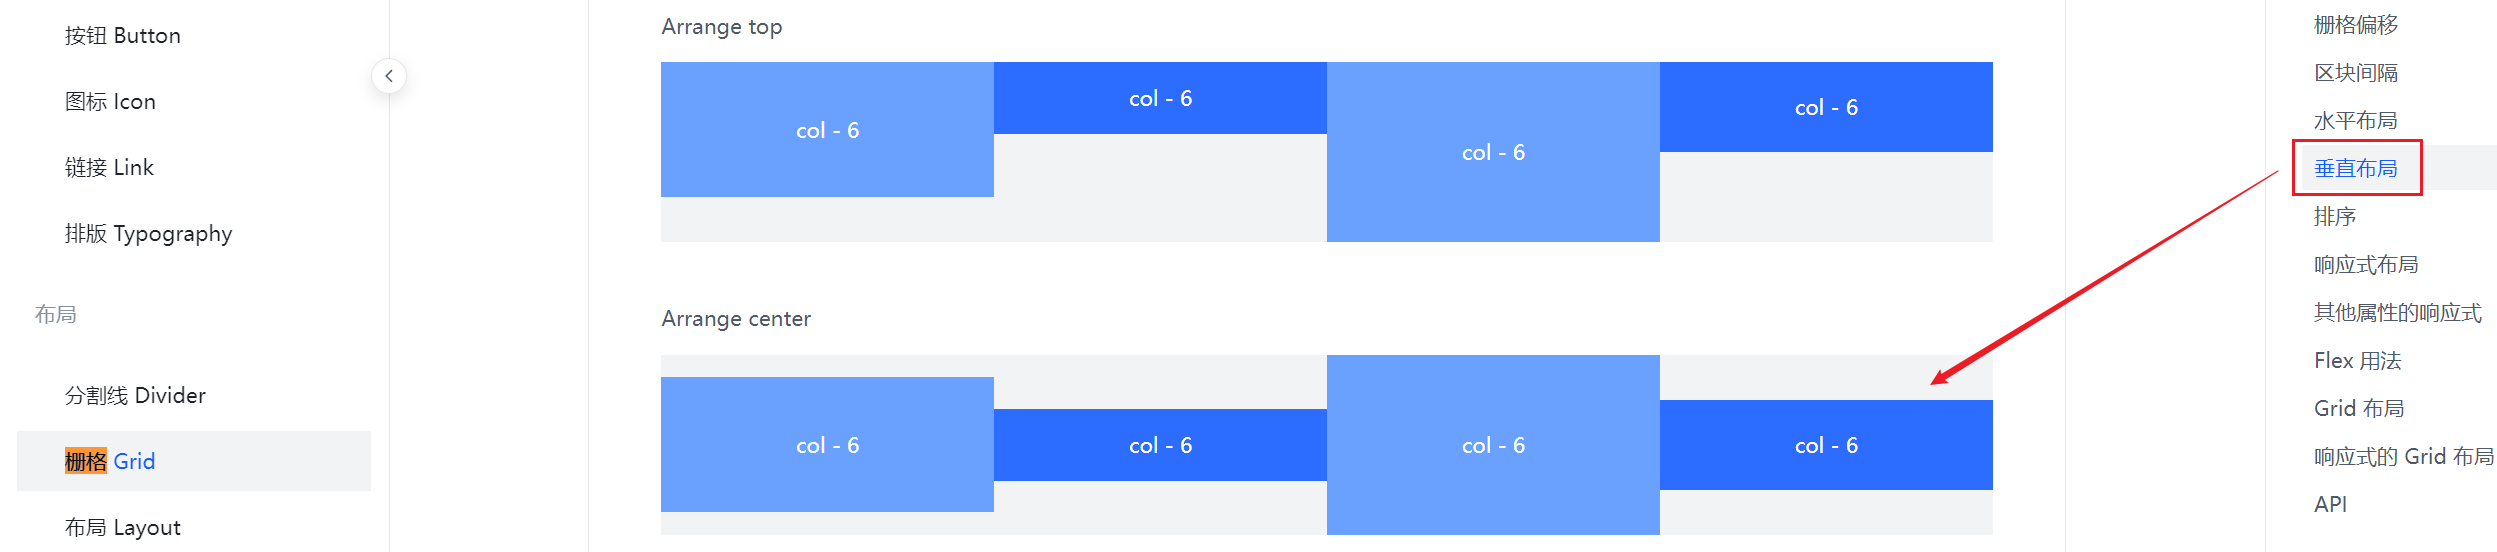 按钮 Button
图标 Icon
链接 Link
排版 Typography
布局
分割线 Divider
栅格 Grid
布局 Layout
Arrange top
col - 6
col - 6
col - 6
col - 6
Arrange center
col - 6
col - 6
col - 6
col - 6
栅格偏移
区块间隔
水平布局
垂直布局
排序
响应式布局
其他属性的响应式
Flex 用法
Grid 布局
响应式的 Grid 布局
API